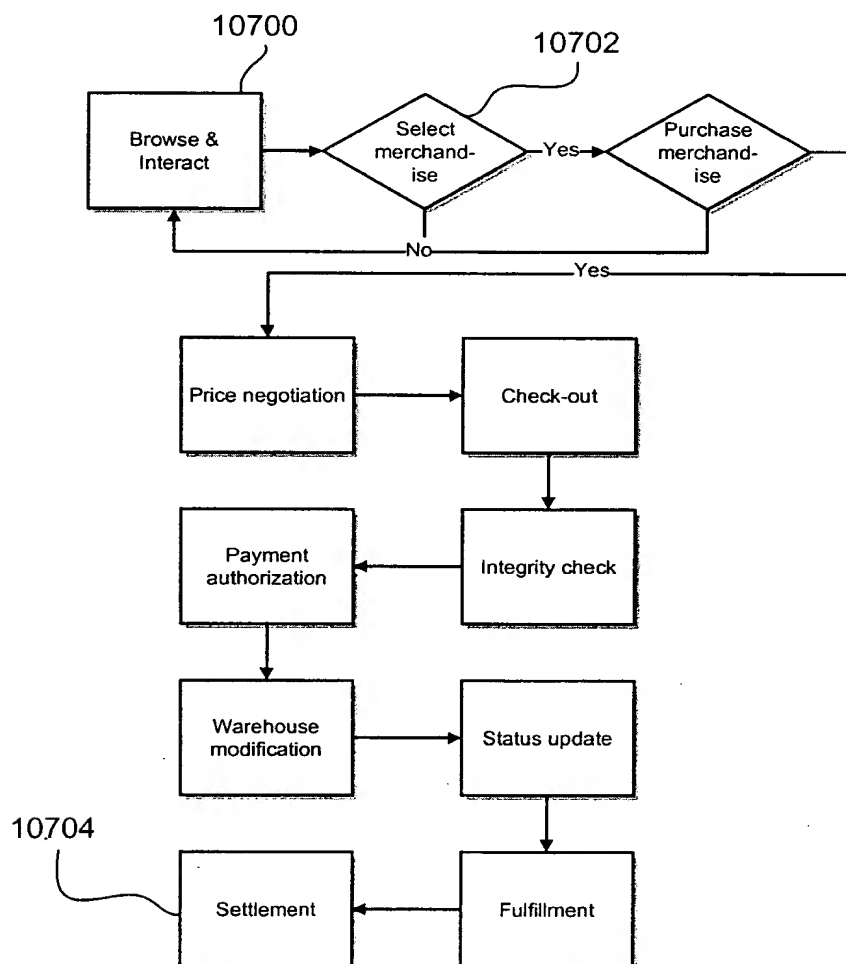 10700
10702
Browse &
Interact
Select
merchand-
ise
Yes
Purchase
merchand-
ise
No
Yes
Price negotiation
Check-out
Payment
authorization
Integrity check
Warehouse
modification
Status update
10704
Settlement
Fulfillment